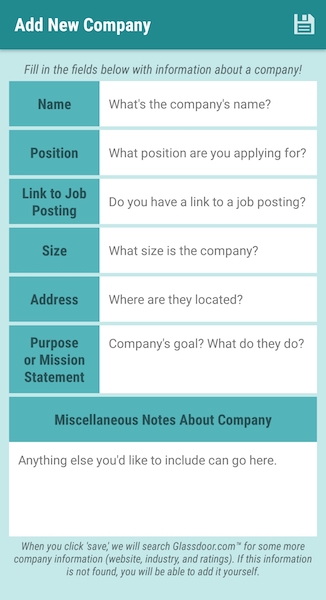 Add New Company
Fill in the fields below with information about a company!
Name
What's the company's name?
Position
What position are you applying for?
Link to Job
Posting
Do you have a link to a job posting?
Size
What size is the company?
Address
Where are they located?
Purpose
or Mission
Statement
Company's goal? What do they do?
Miscellaneous Notes About Company
Anything else you'd like to include can go here.
When you click 'save,' we will search Glassdoor.com™ for some more
company information (website, industry, and ratings). If this information
is not found, you will be able to add it yourself.